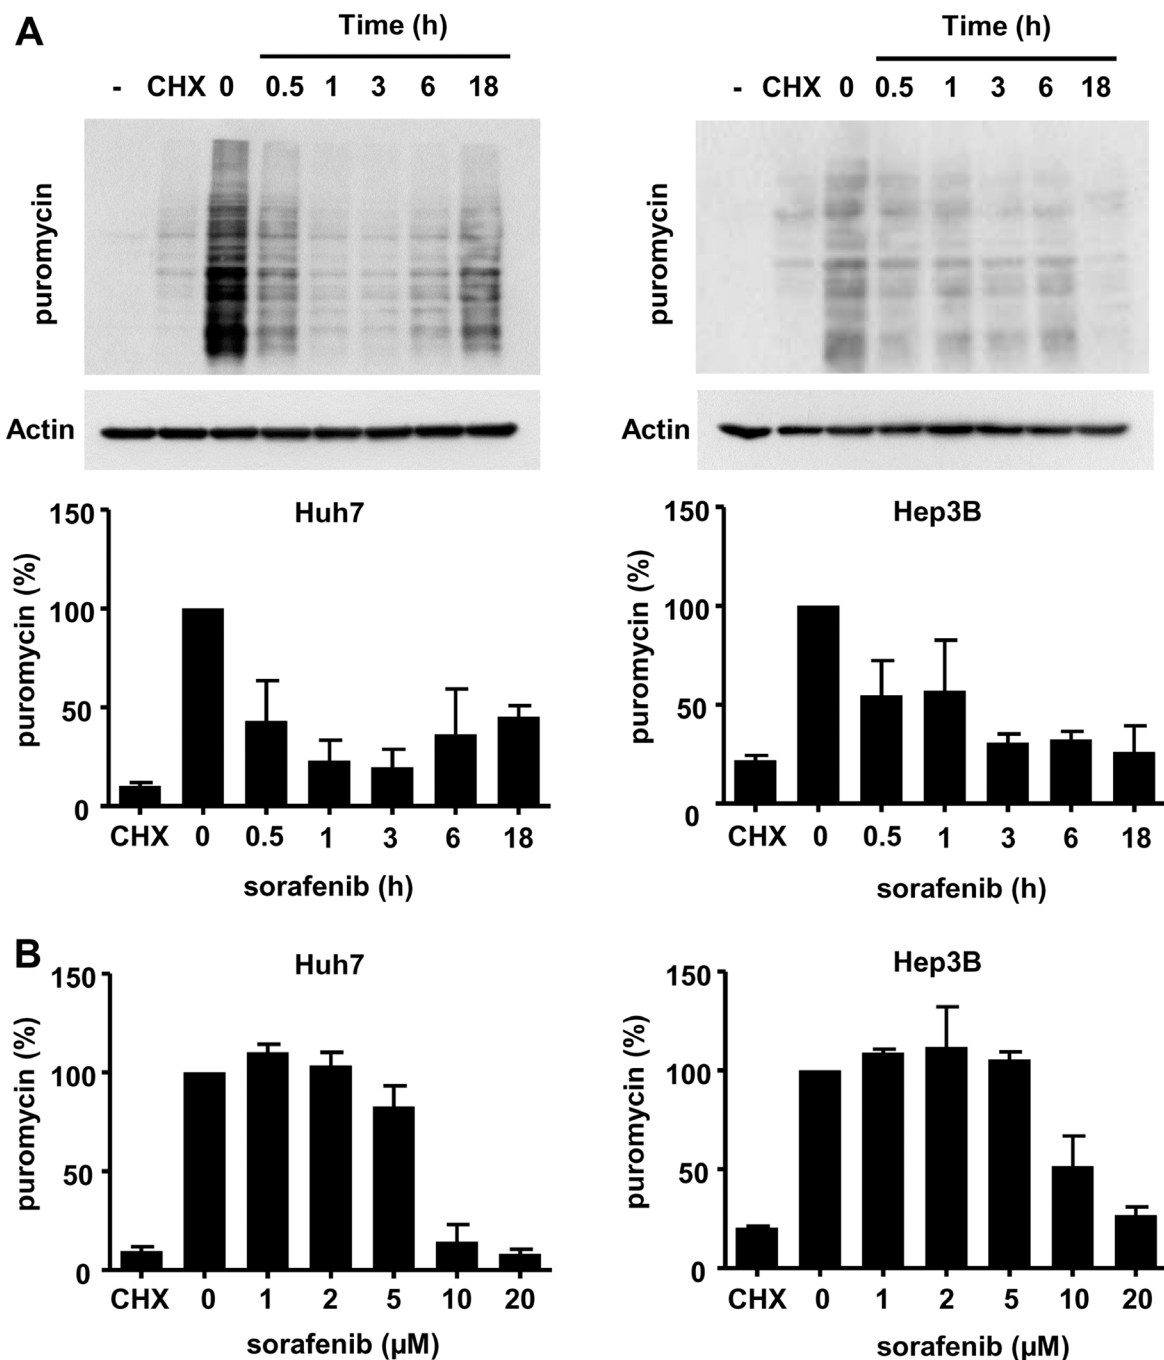 A
Time (h)
- CHX 0 0.5 1 3 6 18
puromycin
Actin
Time (h)
- CHX 0 0.5 1 3 6 18
puromycin
Actin
Huh7
puromycin (%)
150
100
50
0
CHX 0 0.5 1 3 6 18
sorafenib (h)
Hep3B
puromycin (%)
150
100
50
0
CHX 0 0.5 1 3 6 18
sorafenib (h)
B
Huh7
puromycin (%)
150
100
50
0
CHX 0 1 2 5 10 20
sorafenib (µM)
Hep3B
puromycin (%)
150
100
50
0
CHX 0 1 2 5 10 20
sorafenib (µM)